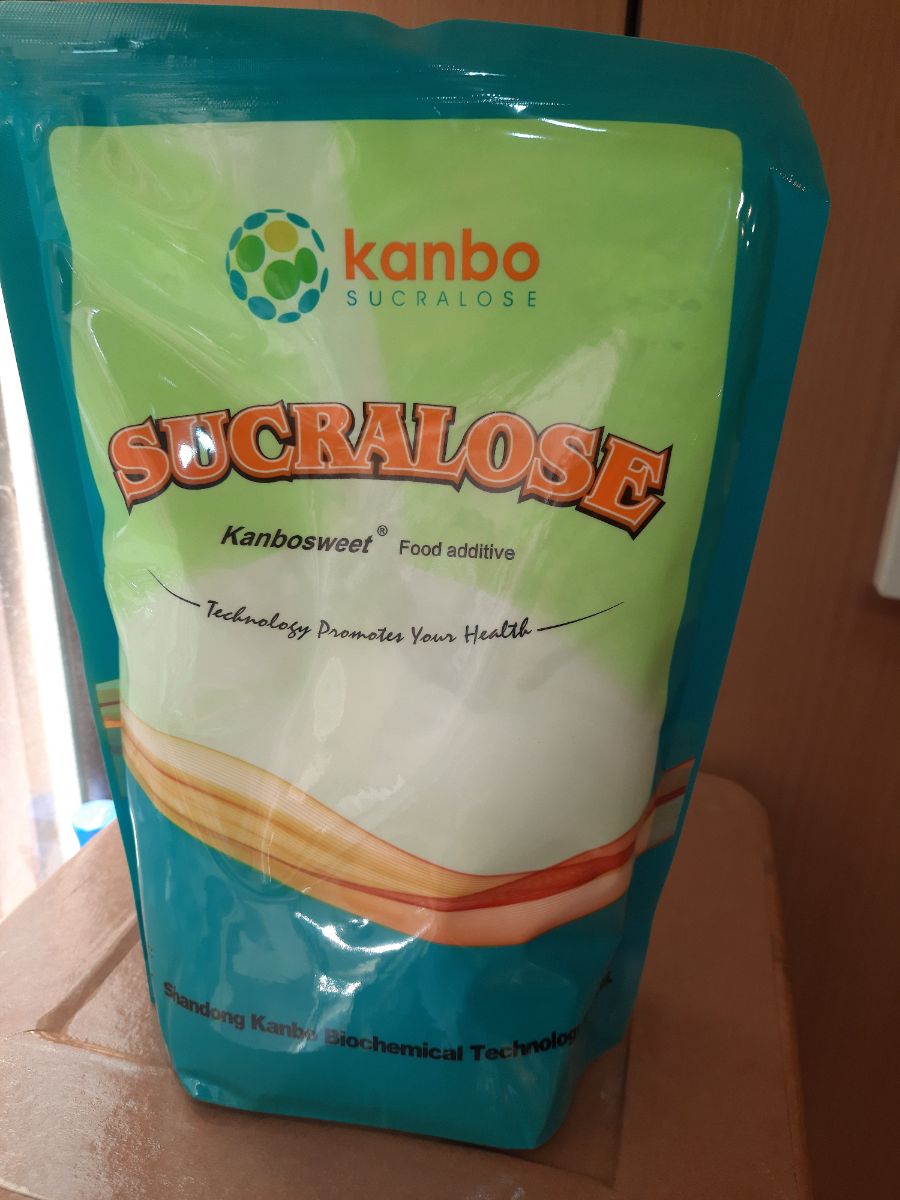 kanbo
SUCRALOSE
SUCRALOSE
Kanbosweet® Food additive
Technology Promotes Your Health
Shandong Kanbo Biochemical Technology